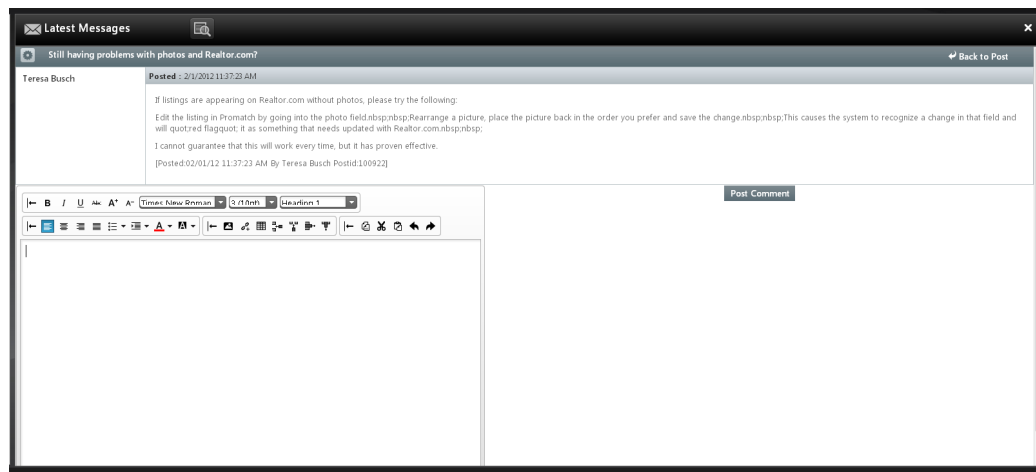 Latest Messages
Still having problems with photos and Realtor.com?
Back to Post
Teresa Busch
Posted : 2/1/2012 11:37:23 AM
If listings are appearing on Realtor.com without photos, please try the following:
Edit the listing in Promatch by going into the photo field.nbsp;nbsp;Rearrange a picture, place the picture back in the order you prefer and save the change.nbsp;nbsp;This causes the system to recognize a change in that field and
will quot;red flagquot; it as something that needs updated with Realtor.com.nbsp;nbsp;
I cannot guarantee that this will work every time, but it has proven effective.
[Posted:02/01/12 11:37:23 AM By Teresa Busch Postid:100922]
Post Comment
B I U Abc A+ A- Times New Roman 3 (10pt) Heading 1
A A